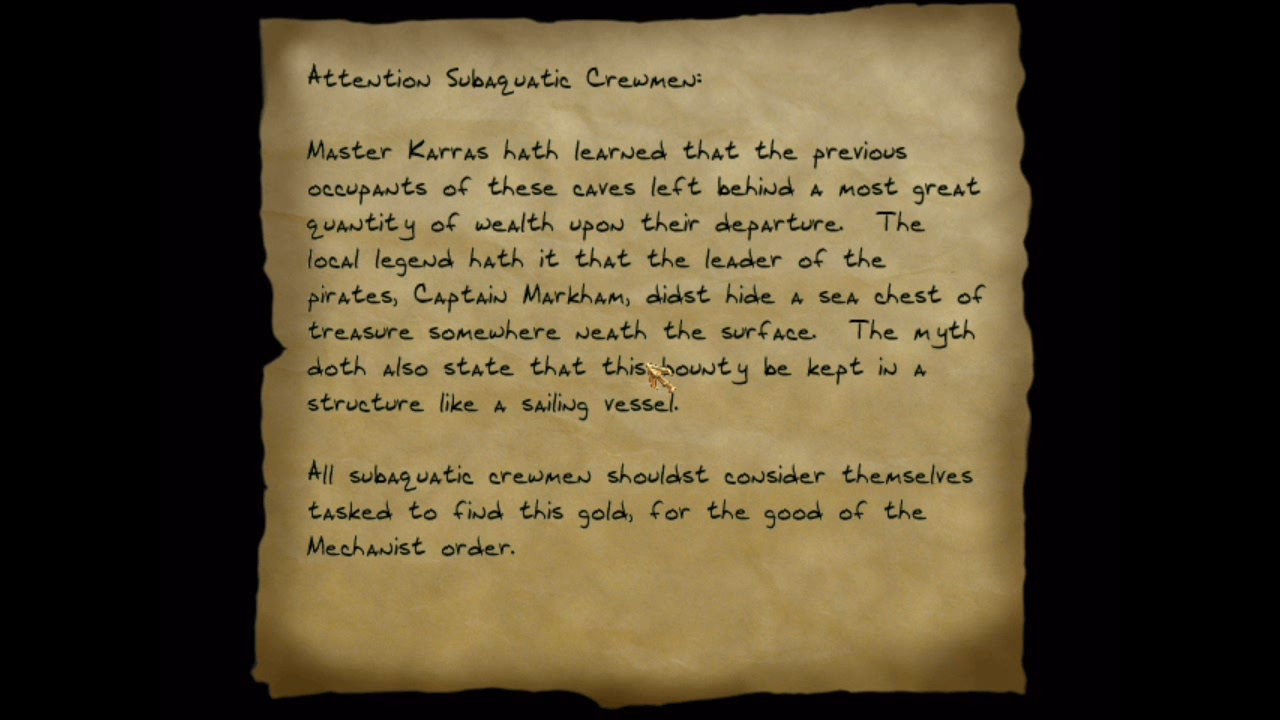 Attention Subaquatic Crewmen:
Master Karras hath learned that the previous
occupants of these caves left behind a most great
quantity of wealth upon their departure. The
local legend hath it that the leader of the
pirates, Captain Markham, didst hide a sea chest of
treasure somewhere neath the surface. The myth
doth also state that this bounty be kept in a
structure like a sailing vessel.
All subaquatic crewmen shouldst consider themselves
tasked to find this gold, for the good of the
Mechanist order.